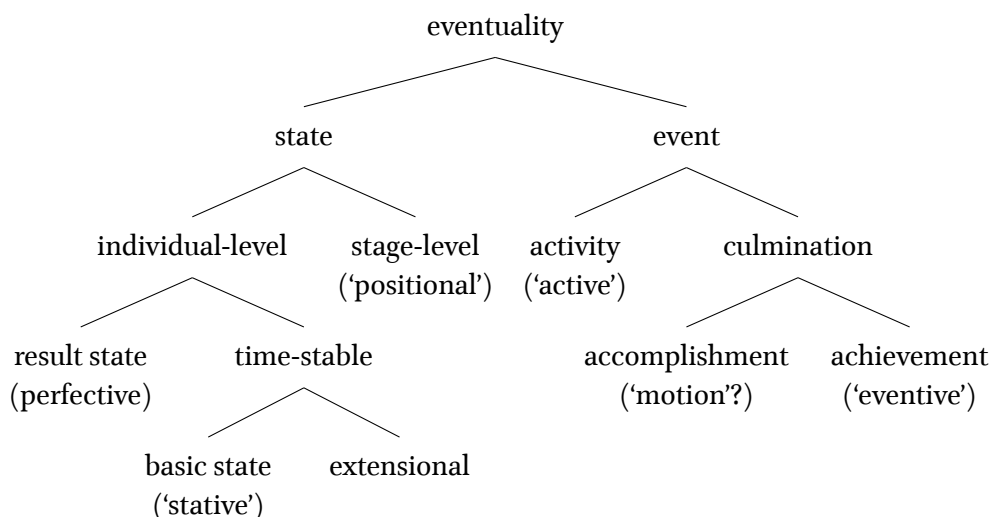 eventuality
state event
individual-level stage-level activity culmination
(‘positional’) (‘active’)
result state time-stable accomplishment achievement
(perfective) (‘motion’?) (‘eventive’)
basic state extensional
(‘stative’)